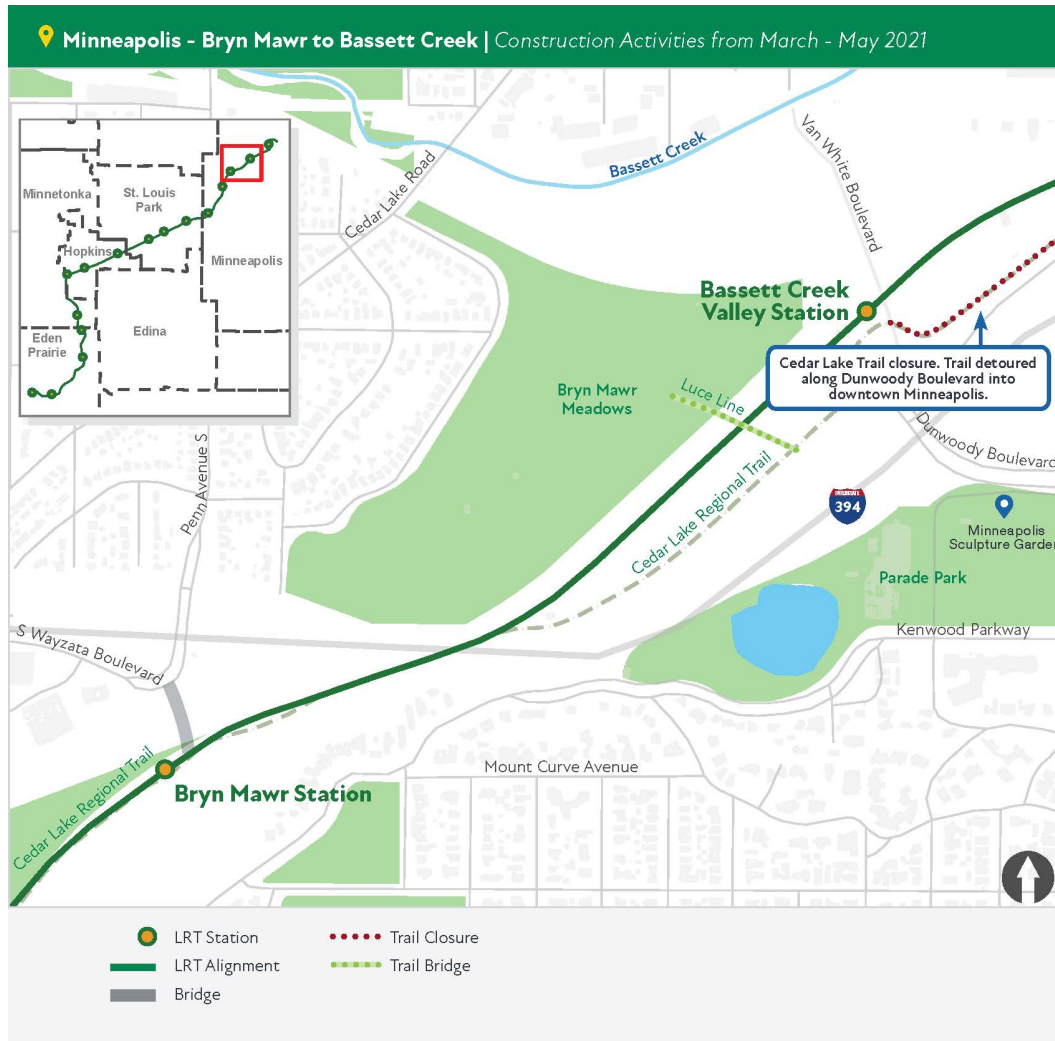 Minneapolis - Bryn Mawr to Bassett Creek | Construction Activities from March - May 2021
Minnetonka
St. Louis
Park
Hopkins
Minneapolis
Edina
Eden
Prairie
Cedar Lake Road
Bassett Creek
Van White Boulevard
Bassett Creek
Valley Station
Cedar Lake Trail closure. Trail detoured
along Dunwoody Boulevard into
downtown Minneapolis.
Bryn Mawr
Meadows
Luce Line
Dunwoody Boulevard
Penn Avenue S
Cedar Lake Regional Trail
INTERSTATE
394
Minneapolis
Sculpture Garden
Parade Park
Kenwood Parkway
S Wayzata Boulevard
Cedar Lake Regional Trail
Bryn Mawr Station
Mount Curve Avenue
LRT Station
LRT Alignment
Bridge
Trail Closure
Trail Bridge